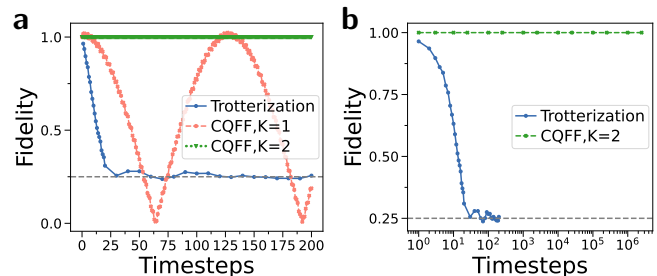 a
Fidelity
1.0
0.5
0.0
Trotterization
CQFF,K=1
CQFF,K=2
0 25 50 75 100 125 150 175 200
Timesteps
b
Fidelity
1.00
0.75
0.50
0.25
Trotterization
CQFF,K=2
10⁰ 10¹ 10² 10³ 10⁴ 10⁵ 10⁶
Timesteps